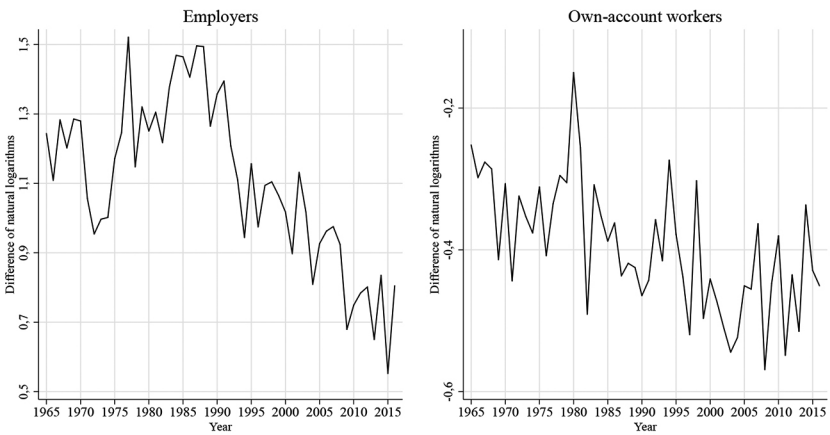 Employers
Difference of natural logarithms
1,5
1,3
1,1
0,9
0,7
0,5
1965 1970 1975 1980 1985 1990 1995 2000 2005 2010 2015
Year
Own-account workers
Difference of natural logarithms
-0,2
-0,4
-0,6
1965 1970 1975 1980 1985 1990 1995 2000 2005 2010 2015
Year